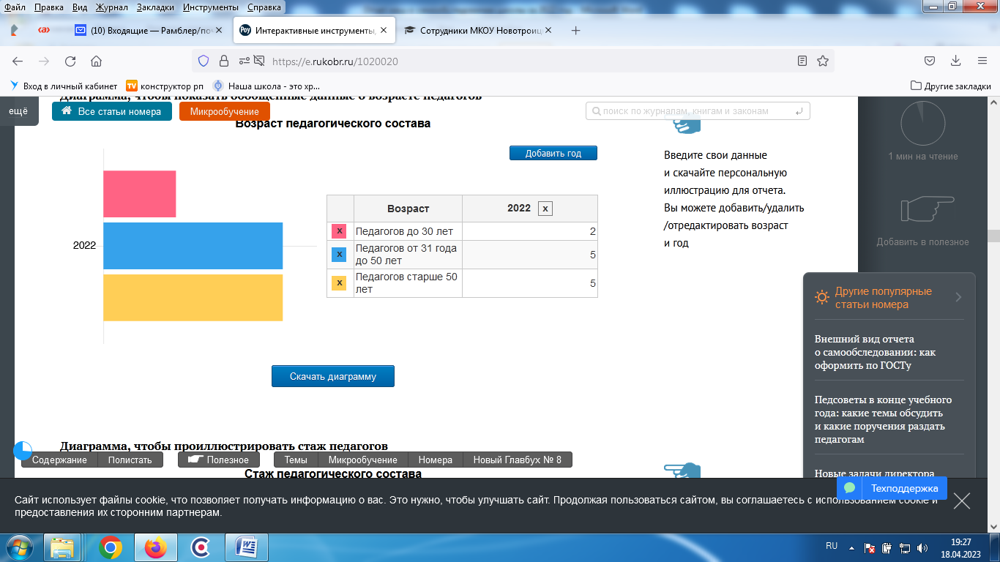 Файл Правка Вид Журнал Закладки Инструменты Справка
(10) Входящие — Рамблер/поч
Роу Интерактивные инструменты,
Сотрудники МКОУ Новотроиц
https://e.rukobr.ru/1020020
Вход в личный кабинет
TV конструктор рп
Наша школа - это хр...
Другие закладки
Диаграмма, чтобы показать обобщенные данные о возрасте педагогов
ещё
Все статьи номера
Микрообучение
поиск по журналам, книгам и законам
Возраст педагогического состава
Добавить год
2022
Возраст 2022 x
x Педагогов до 30 лет 2
x Педагогов от 31 года
до 50 лет 5
x Педагогов старше 50
лет 5
Скачать диаграмму
Введите свои данные
и скачайте персональную
иллюстрацию для отчета.
Вы можете добавить/удалить
/отредактировать возраст
и год
1 мин на чтение
Добавить в полезное
Другие популярные
статьи номера
Внешний вид отчета
о самообследовании: как
оформить по ГОСТу
Педсоветы в конце учебного
года: какие темы обсудить
и какие поручения раздать
педагогам
Новые задачи директора
Диаграмма, чтобы проиллюстрировать стаж педагогов
Содержание Полистать Полезное Темы Микрообучение Номера Новый Главбух № 8
Стаж педагогического состава
Техподдержка
Сайт использует файлы cookie, что позволяет получать информацию о вас. Это нужно, чтобы улучшать сайт. Продолжая пользоваться сайтом, вы соглашаетесь с использованием cookie и
предоставления их сторонним партнерам.
RU
19:27
18.04.2023